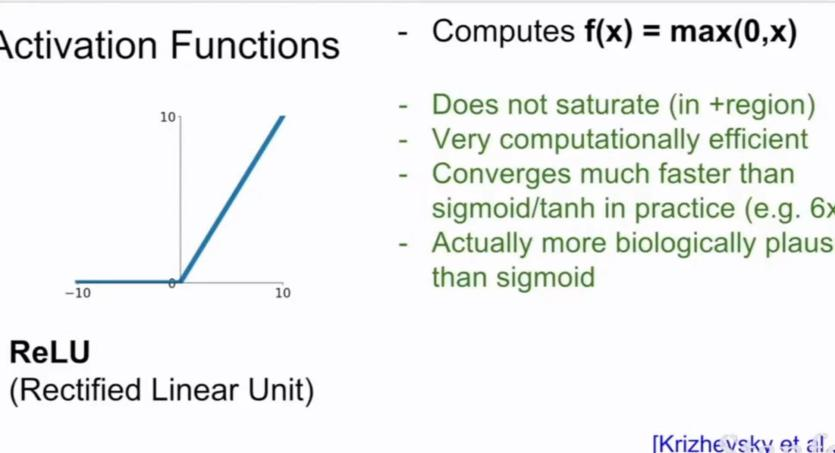 Activation Functions
- Computes f(x) = max(0,x)
- Does not saturate (in +region)
- Very computationally efficient
- Converges much faster than
sigmoid/tanh in practice (e.g. 6x
- Actually more biologically plaus
than sigmoid
10
−10
0
10
ReLU
(Rectified Linear Unit)
[Krizhevsky et al